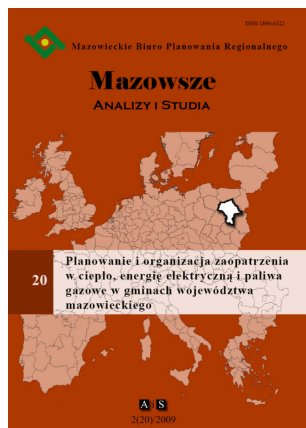 ISSN 1896-6322
Mazowieckie Biuro Planowania Regionalnego
Mazowsze
ANALIZY I STUDIA
20
Planowanie i organizacja zaopatrzenia
w ciepło, energię elektryczną i paliwa
gazowe w gminach województwa
mazowieckiego
A i S
2(20)/2009